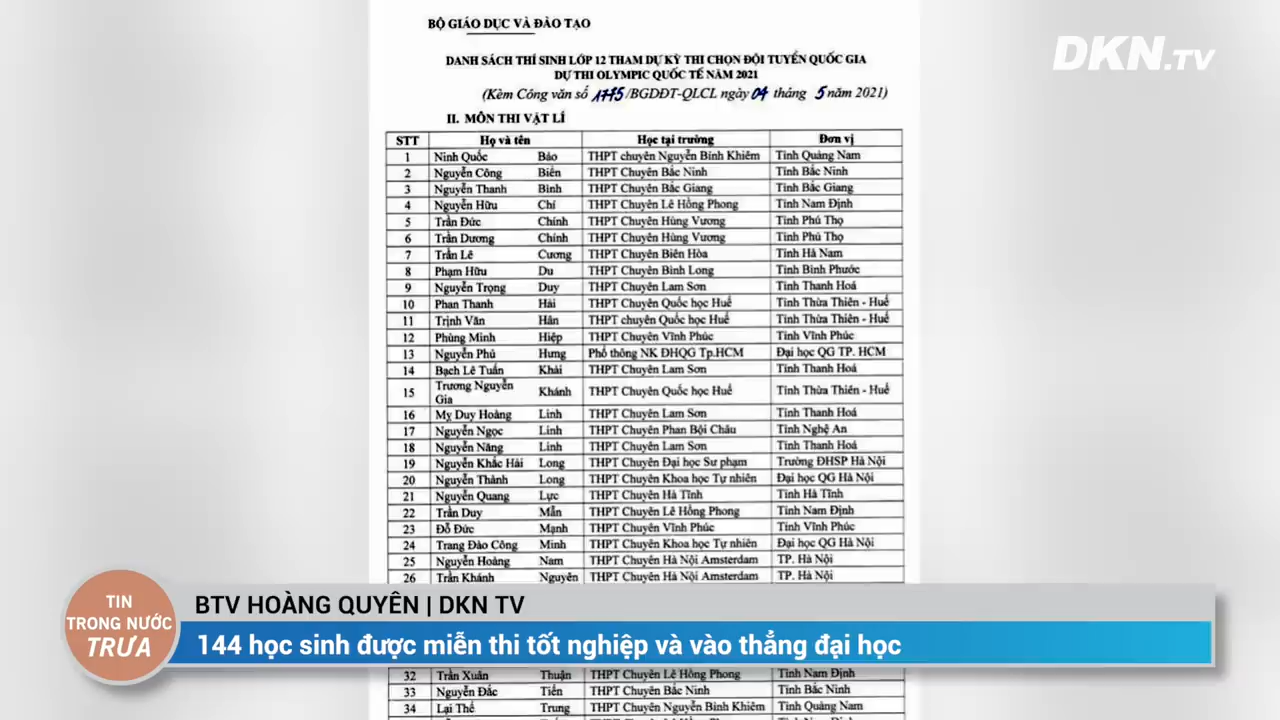 BỘ GIÁO DỤC VÀ ĐÀO TẠO
DKN.TV
DANH SÁCH THÍ SINH LỚP 12 THAM DỰ KỲ THI CHỌN ĐỘI TUYỂN QUỐC GIA
DỰ THI OLYMPIC QUỐC TẾ NĂM 2021
(Kèm Công văn số 1775/BGDĐT-QLCL ngày 04 tháng 5 năm 2021)
II. MÔN THI VẬT LÍ
STT Họ và tên Học tại trường Đơn vị
1 Ninh Quốc Bảo THPT chuyên Nguyễn Bỉnh Khiêm Tỉnh Quảng Nam
2 Nguyễn Công Biển THPT Chuyên Bắc Ninh Tỉnh Bắc Ninh
3 Nguyễn Thanh Bình THPT Chuyên Bắc Giang Tỉnh Bắc Giang
4 Nguyễn Hữu Chí THPT Chuyên Lê Hồng Phong Tỉnh Nam Định
5 Trần Đức Chính THPT Chuyên Hùng Vương Tỉnh Phú Thọ
6 Trần Dương Chính THPT Chuyên Hùng Vương Tỉnh Phú Thọ
7 Trần Lê Cương THPT Chuyên Biên Hòa Tỉnh Hà Nam
8 Phạm Hữu Du THPT Chuyên Bình Long Tỉnh Bình Phước
9 Nguyễn Trọng Duy THPT Chuyên Lam Sơn Tỉnh Thanh Hoá
10 Phan Thanh Hải THPT Chuyên Quốc học Huế Tỉnh Thừa Thiên - Huế
11 Trịnh Văn Hân THPT chuyên Quốc học Huế Tỉnh Thừa Thiên - Huế
12 Phùng Minh Hiệp THPT Chuyên Vĩnh Phúc Tỉnh Vĩnh Phúc
13 Nguyễn Phú Hưng Phổ thông NK ĐHQG Tp.HCM Đại học QG TP. HCM
14 Bạch Lê Tuấn Khải THPT Chuyên Lam Sơn Tỉnh Thanh Hoá
15 Trương Nguyễn Gia Khánh THPT Chuyên Quốc học Huế Tỉnh Thừa Thiên - Huế
16 Mỵ Duy Hoàng Linh THPT Chuyên Lam Sơn Tỉnh Thanh Hoá
17 Nguyễn Ngọc Linh THPT Chuyên Phan Bội Châu Tỉnh Nghệ An
18 Nguyễn Năng Linh THPT Chuyên Lam Sơn Tỉnh Thanh Hoá
19 Nguyễn Khắc Hải Long THPT Chuyên Đại học Sư phạm Trường ĐHSP Hà Nội
20 Nguyễn Thành Long THPT Chuyên Khoa học Tự nhiên Đại học QG Hà Nội
21 Nguyễn Quang Lực THPT Chuyên Hà Tĩnh Tỉnh Hà Tĩnh
22 Trần Duy Mẫn THPT Chuyên Lê Hồng Phong Tỉnh Nam Định
23 Đỗ Đức Mạnh THPT Chuyên Vĩnh Phúc Tỉnh Vĩnh Phúc
24 Trang Đào Công Minh THPT Chuyên Khoa học Tự nhiên Đại học QG Hà Nội
25 Nguyễn Hoàng Nam THPT Chuyên Hà Nội Amsterdam TP. Hà Nội
26 Trần Khánh Nguyên THPT Chuyên Hà Nội Amsterdam TP. Hà Nội
TIN
TRONG NƯỚC
TRƯA
BTV HOÀNG QUYÊN | DKN TV
144 học sinh được miễn thi tốt nghiệp và vào thẳng đại học
32 Trần Xuân Thuận THPT Chuyên Lê Hồng Phong Tỉnh Nam Định
33 Nguyễn Đắc Tiến THPT Chuyên Bắc Ninh Tỉnh Bắc Ninh
34 Lại Thế Trung THPT Chuyên Nguyễn Bỉnh Khiêm Tỉnh Quảng Nam